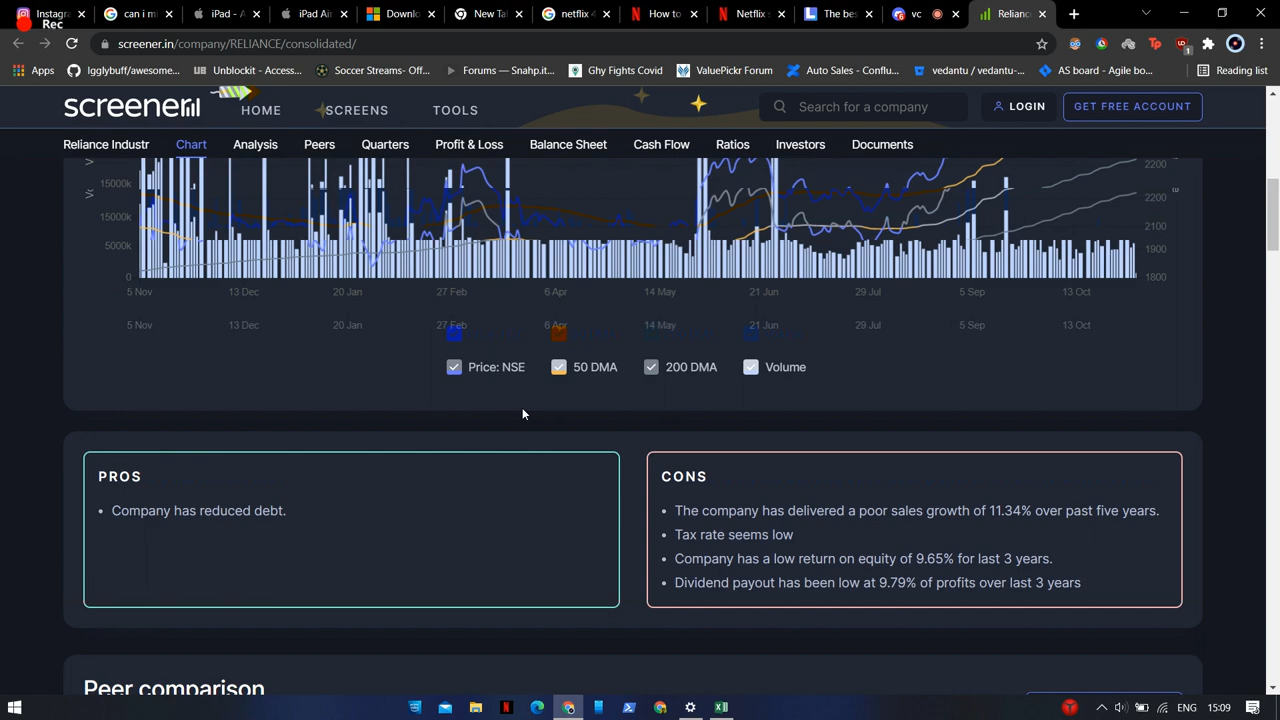 Instagra
can i mi
iPad - A
iPad Air
Downlo
New Tab
netflix 4
How to
Netflix
The bes
vc
Relianc
Rec
screener.in/company/RELIANCE/consolidated/
Apps
Igglybuff/awesome...
Unblockit - Access...
Soccer Streams- Off...
Forums — Snahp.it...
Ghy Fights Covid
ValuePickr Forum
Auto Sales - Conflu...
vedantu / vedantu-...
AS board - Agile bo...
Reading list
screener
HOME
SCREENS
TOOLS
Search for a company
LOGIN
GET FREE ACCOUNT
Reliance Industr
Chart
Analysis
Peers
Quarters
Profit & Loss
Balance Sheet
Cash Flow
Ratios
Investors
Documents
15000k 2200
2200
15000k
2100
5000k 1900
0 1800
5 Nov 13 Dec 20 Jan 27 Feb 6 Apr 14 May 21 Jun 29 Jul 5 Sep 13 Oct
5 Nov 13 Dec 20 Jan 27 Feb 6 Apr 14 May 21 Jun 29 Jul 5 Sep 13 Oct
Price: NSE 50 DMA 200 DMA Volume
PROS
• Company has reduced debt.
CONS
• The company has delivered a poor sales growth of 11.34% over past five years.
• Tax rate seems low
• Company has a low return on equity of 9.65% for last 3 years.
• Dividend payout has been low at 9.79% of profits over last 3 years
Peer comparison
ENG
15:09